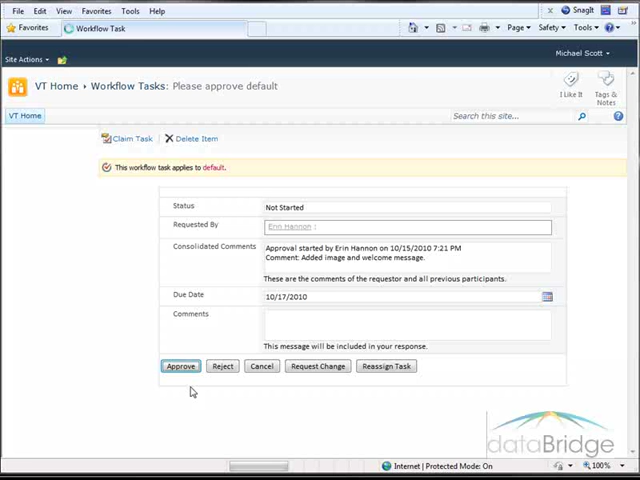 File Edit View Favorites Tools Help SnagIt
Favorites Workflow Task Page Safety Tools
Site Actions Michael Scott
VT Home Workflow Tasks: Please approve default
I Like It Tags & Notes
VT Home Search this site...
Claim Task Delete Item
This workflow task applies to default.
Status Not Started
Requested By Erin Hannon ;
Consolidated Comments Approval started by Erin Hannon on 10/15/2010 7:21 PM
Comment: Added image and welcome message.
These are the comments of the requestor and all previous participants.
Due Date 10/17/2010
Comments
This message will be included in your response.
Approve Reject Cancel Request Change Reassign Task
dataBridge
Internet | Protected Mode: On 100%